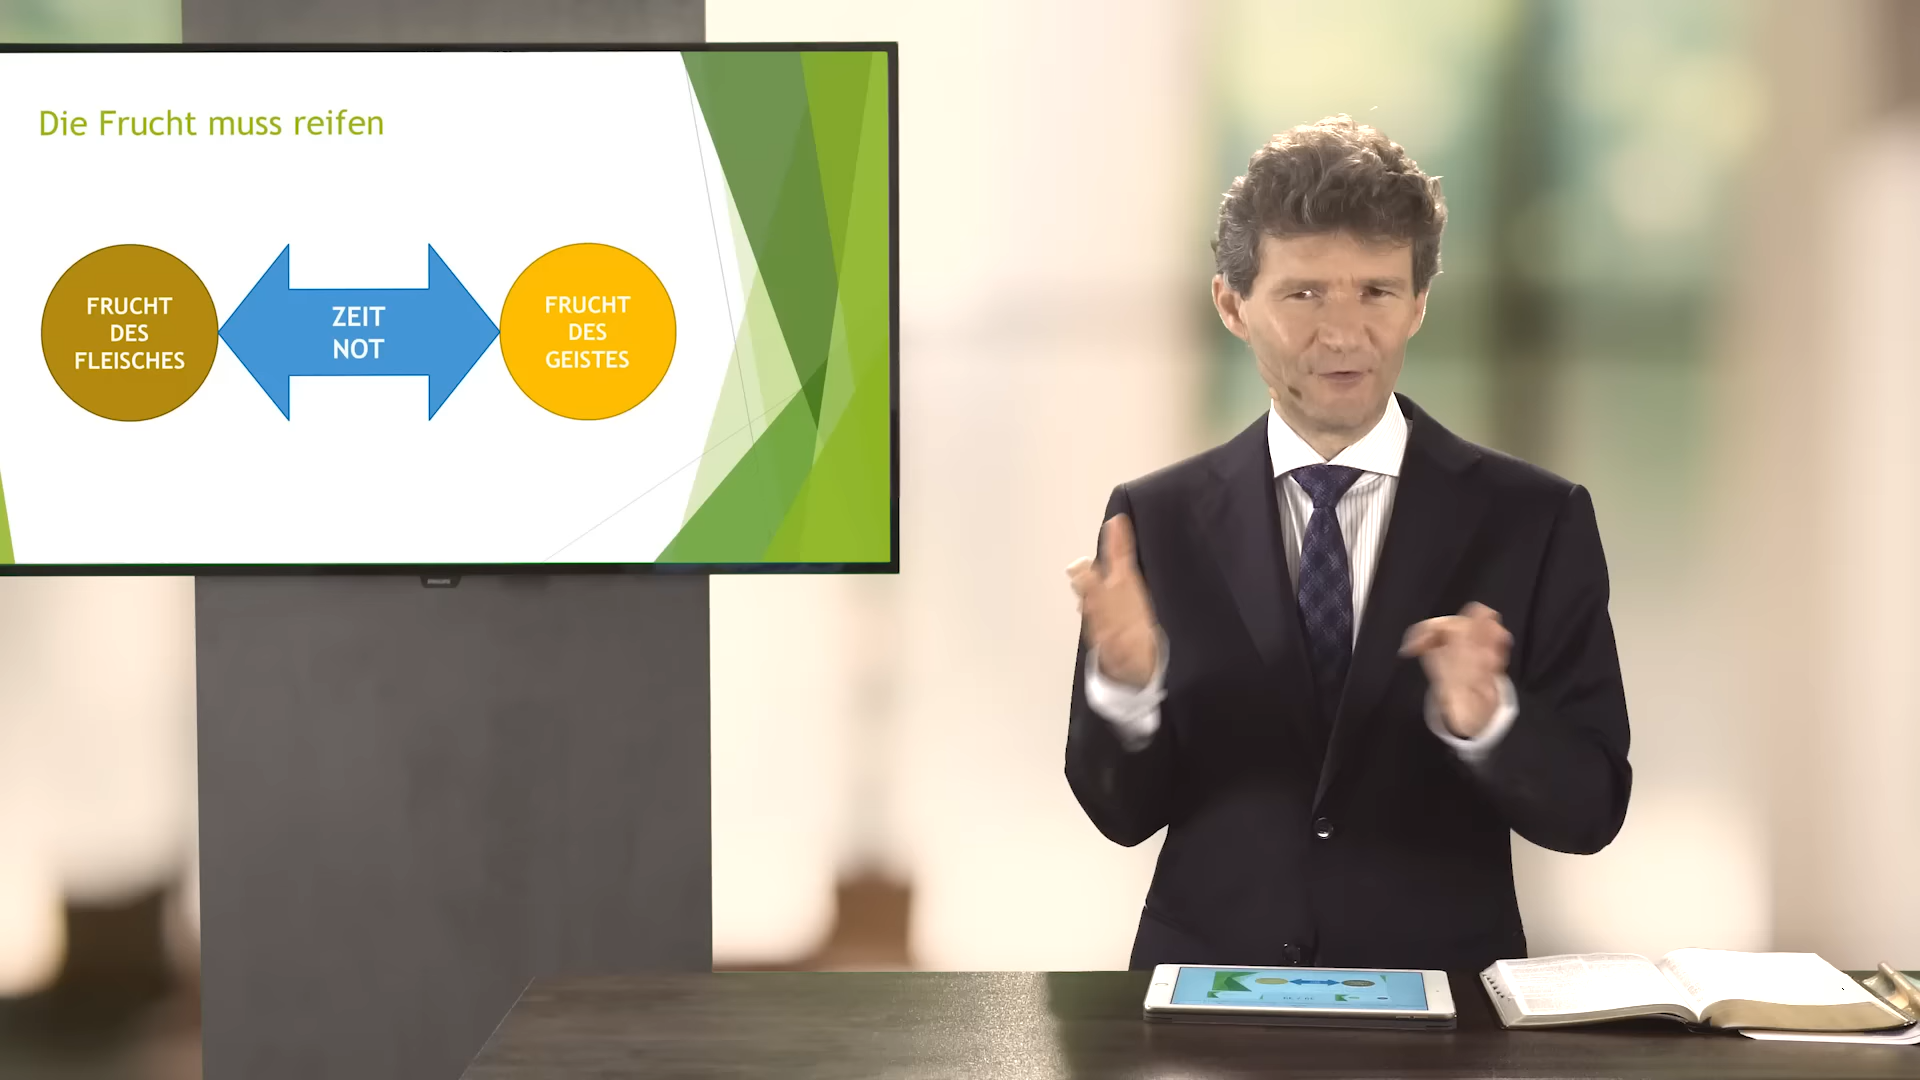 Die Frucht muss reifen
FRUCHT
DES
FLEISCHES
ZEIT
NOT
FRUCHT
DES
GEISTES